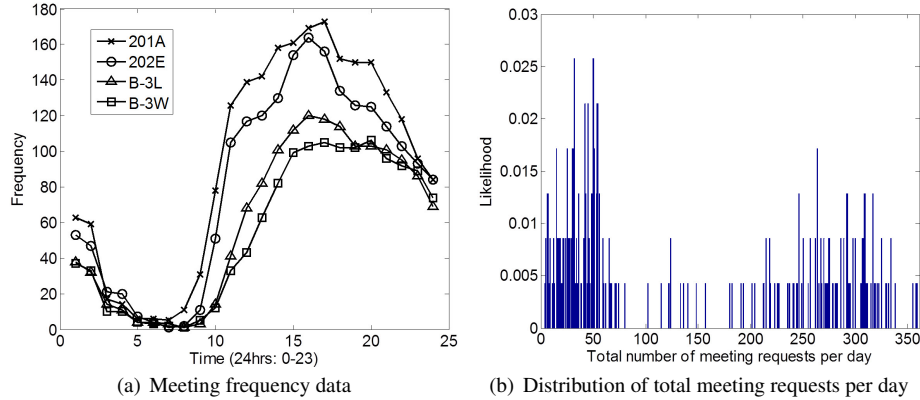 180
160
140
120
100
80
60
40
20
0
Frequency
201A
202E
B-3L
B-3W
0 5 10 15 20 25
Time (24hrs: 0-23)
(a) Meeting frequency data
0.03
0.025
0.02
0.015
0.01
0.005
0
Likelihood
0 50 100 150 200 250 300 350
Total number of meeting requests per day
(b) Distribution of total meeting requests per day